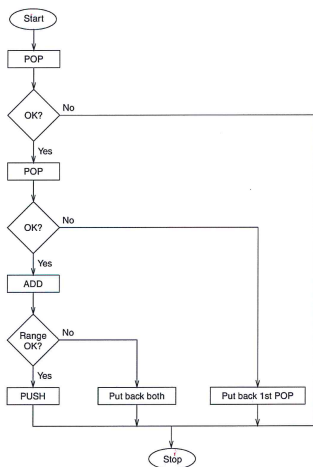 Start
POP
OK?
No
Yes
POP
OK?
No
Yes
ADD
Range
OK?
No
Yes
PUSH
Put back both
Put back 1st POP
Stop